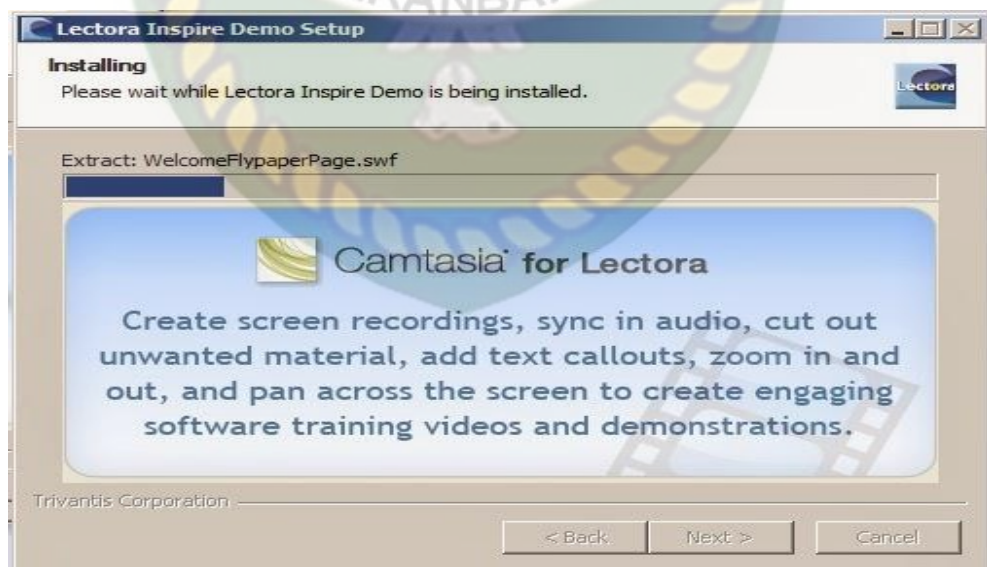 Lectora Inspire Demo Setup
Installing
Please wait while Lectora Inspire Demo is being installed.
Lectora
Extract: WelcomeFlypaperPage.swf
Camtasia for Lectora
Create screen recordings, sync in audio, cut out
unwanted material, add text callouts, zoom in and
out, and pan across the screen to create engaging
software training videos and demonstrations.
Trivantis Corporation
< Back
Next >
Cancel